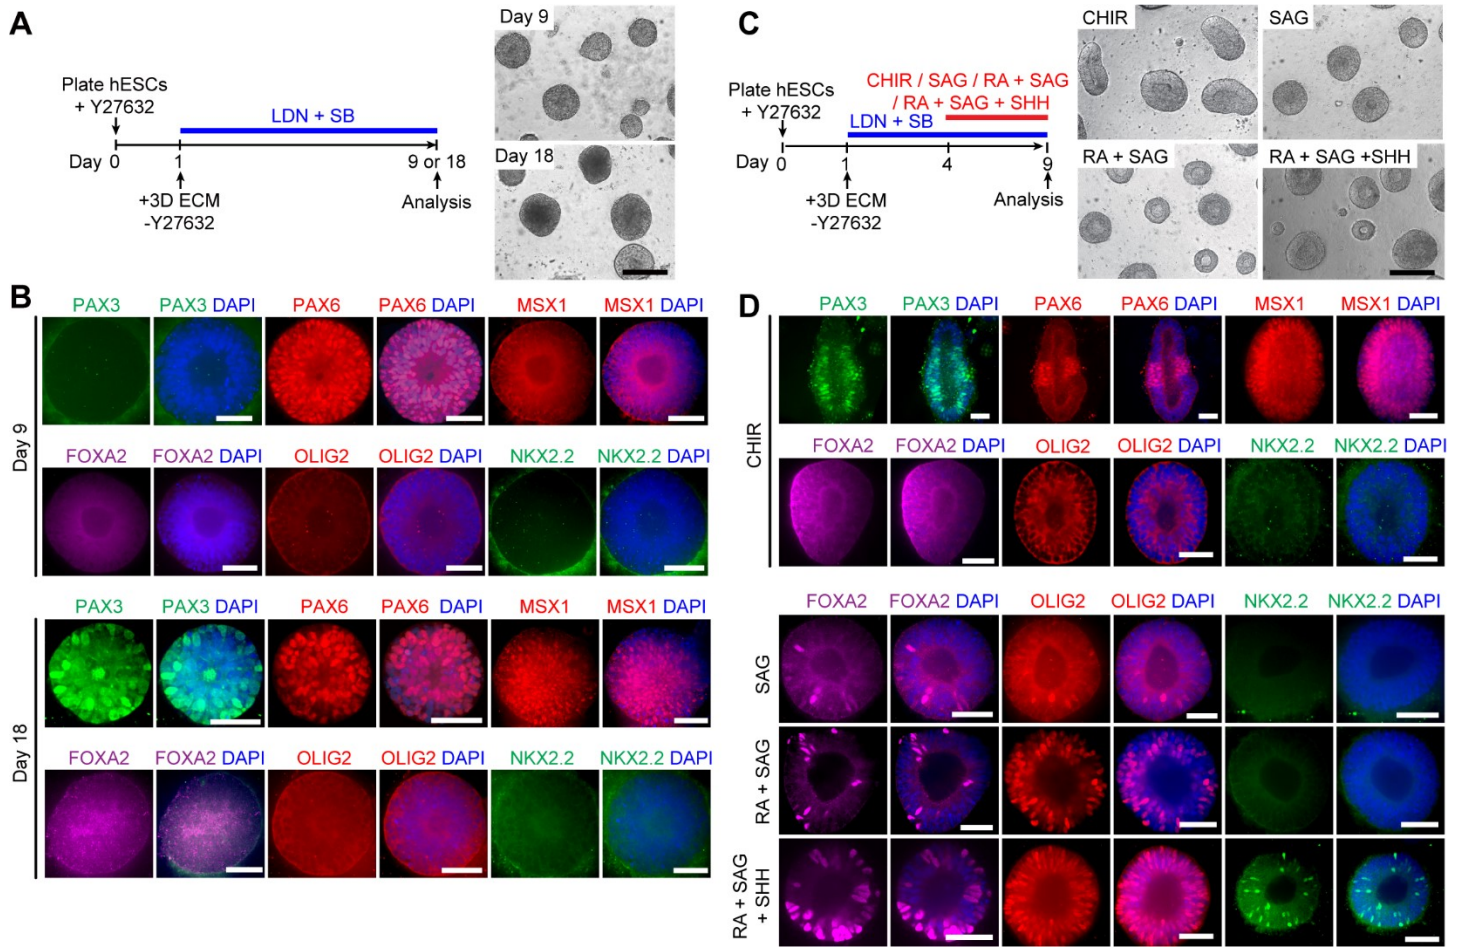 A
Plate hESCs
+ Y27632
LDN + SB
Day 0
1
9 or 18
+3D ECM
-Y27632
Analysis
Day 9
Day 18
B
Day 9
PAX3
PAX3 DAPI
PAX6
PAX6 DAPI
MSX1
MSX1 DAPI
FOXA2
FOXA2 DAPI
OLIG2
OLIG2 DAPI
NKX2.2
NKX2.2 DAPI
Day 18
PAX3
PAX3 DAPI
PAX6
PAX6 DAPI
MSX1
MSX1 DAPI
FOXA2
FOXA2 DAPI
OLIG2
OLIG2 DAPI
NKX2.2
NKX2.2 DAPI
C
Plate hESCs
+ Y27632
CHIR / SAG / RA + SAG
/ RA + SAG + SHH
LDN + SB
Day 0
1
4
9
+3D ECM
-Y27632
Analysis
CHIR
SAG
RA + SAG
RA + SAG +SHH
D
CHIR
PAX3
PAX3 DAPI
PAX6
PAX6 DAPI
MSX1
MSX1 DAPI
FOXA2
FOXA2 DAPI
OLIG2
OLIG2 DAPI
NKX2.2
NKX2.2 DAPI
FOXA2
FOXA2 DAPI
OLIG2
OLIG2 DAPI
NKX2.2
NKX2.2 DAPI
SAG
RA + SAG
RA + SAG
+ SHH